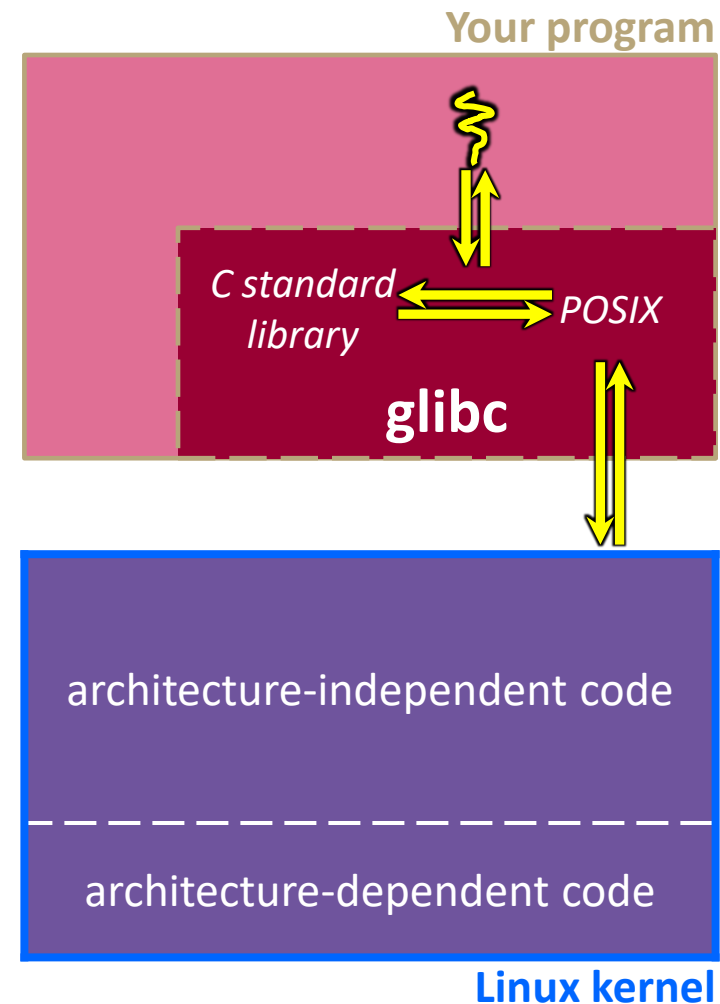 Your program
C standard
library
POSIX
glibc
architecture-independent code
architecture-dependent code
Linux kernel